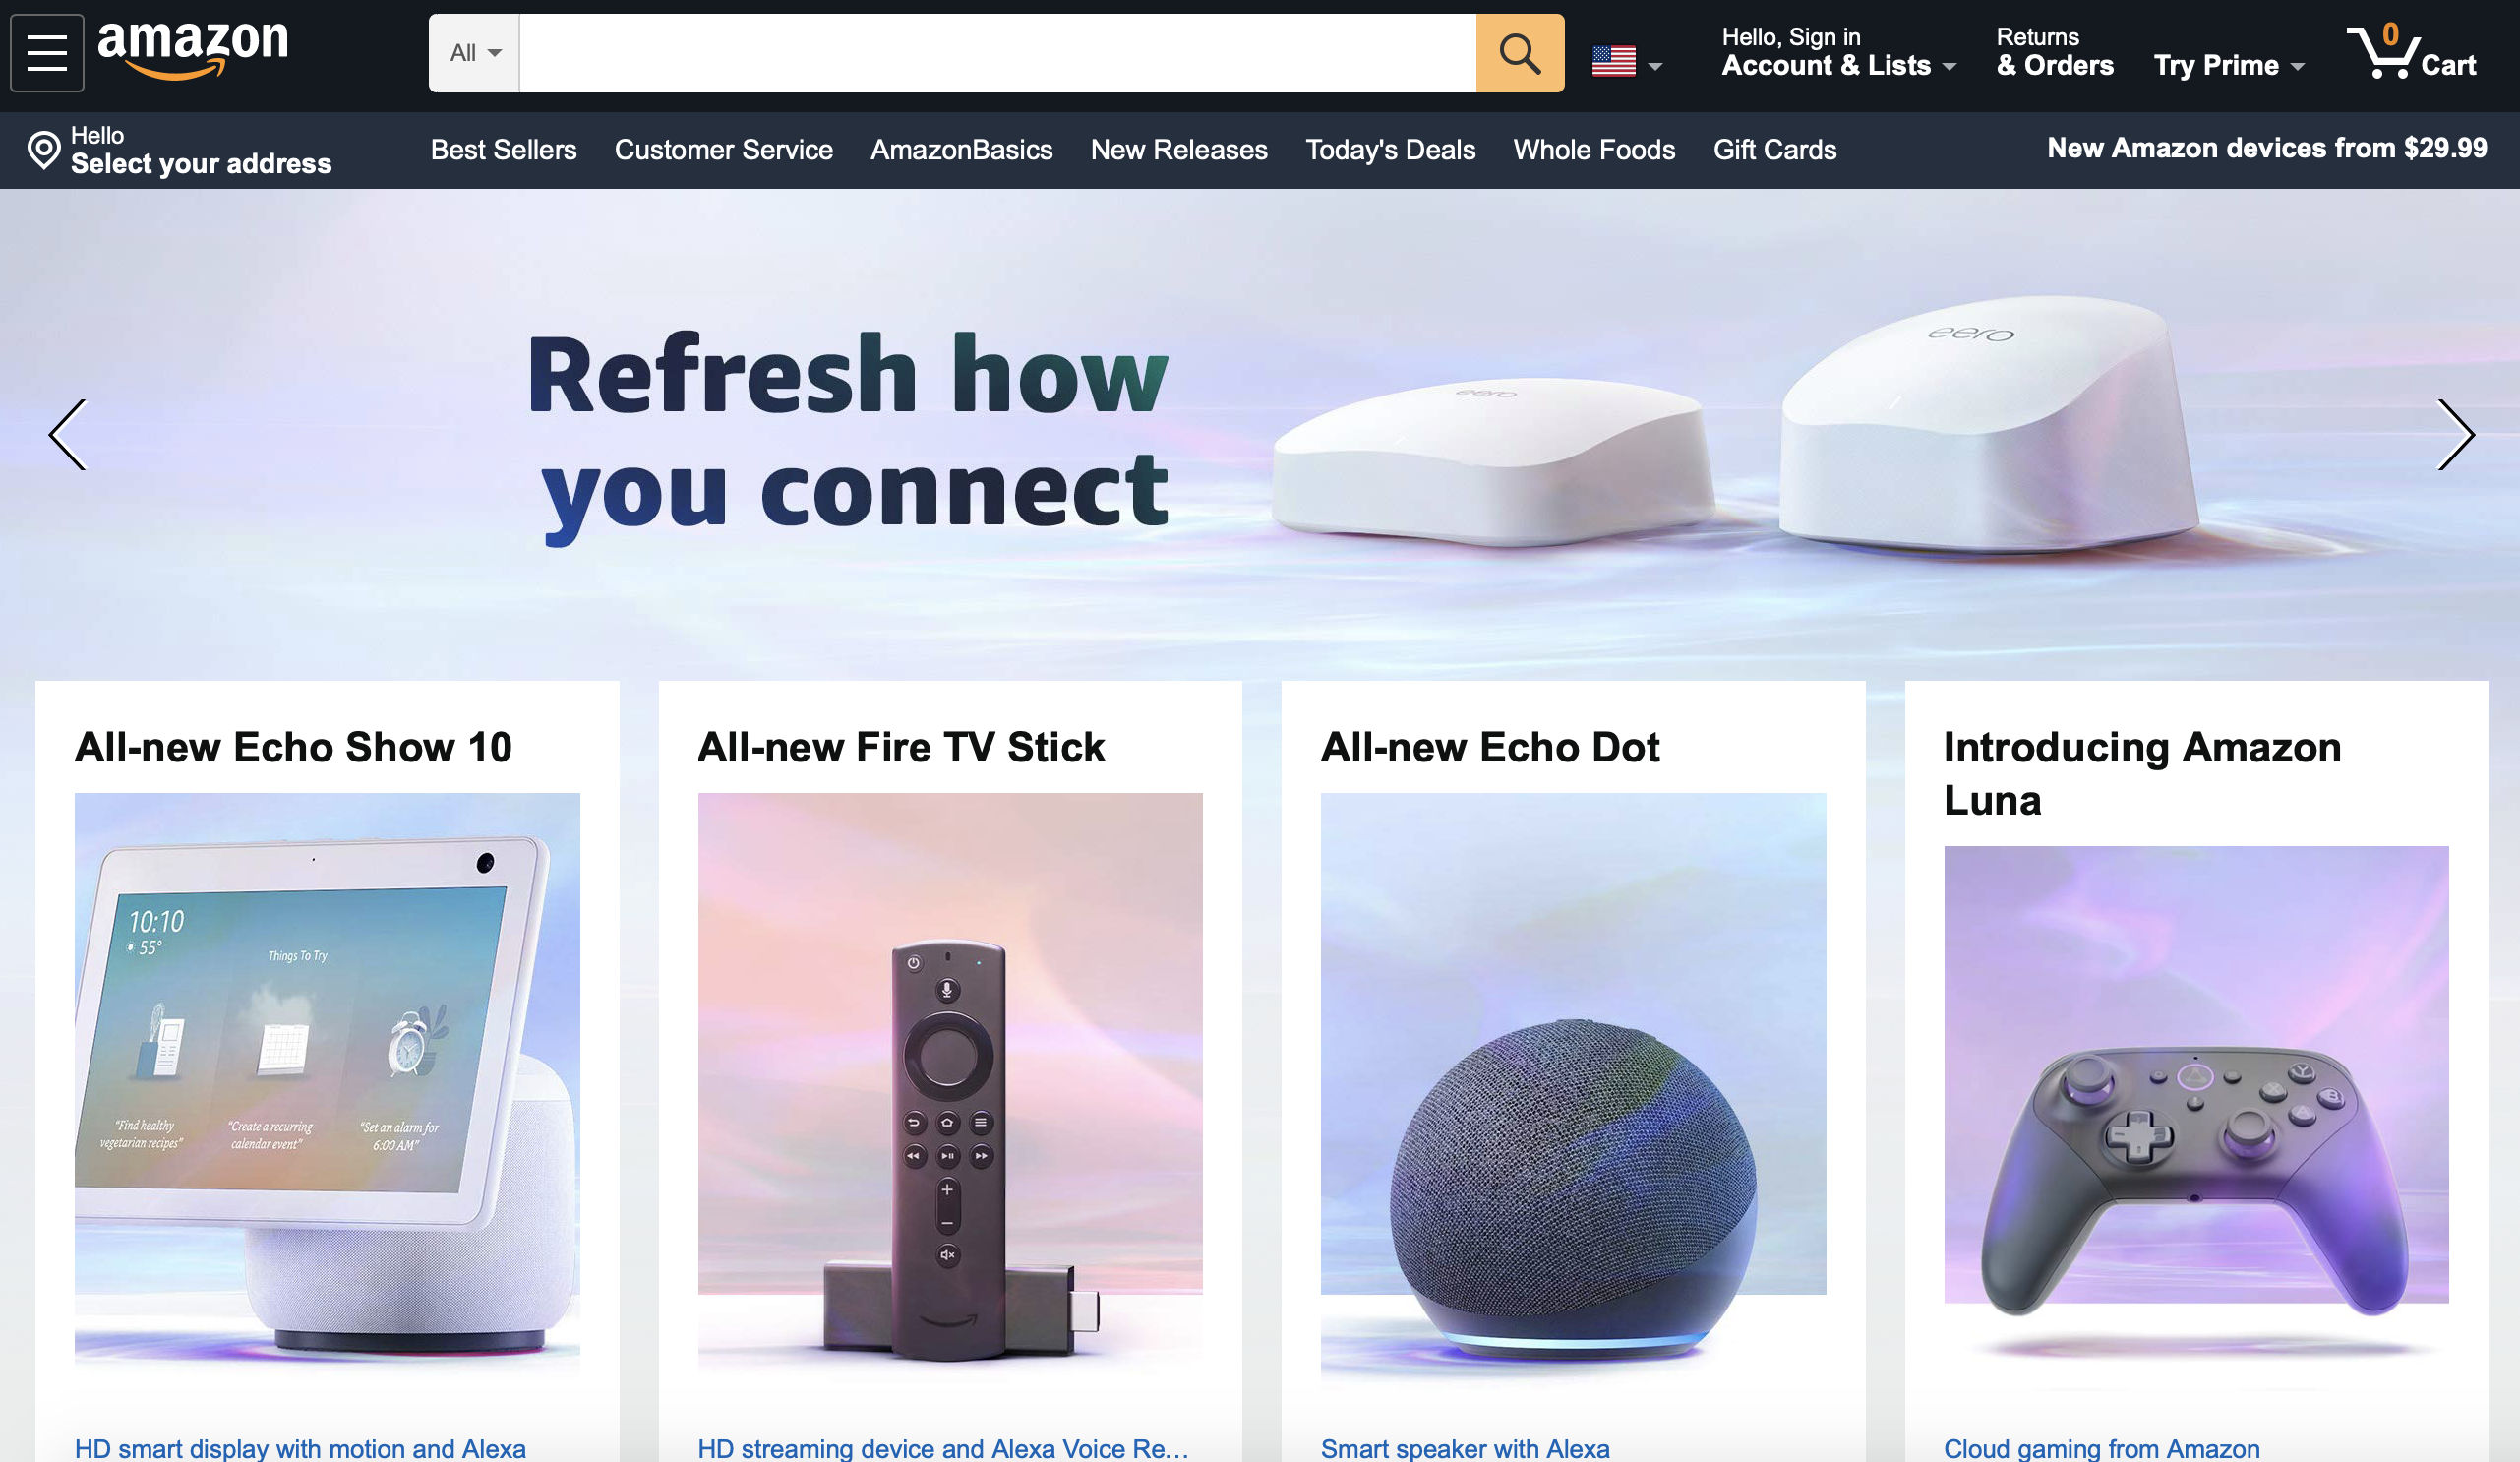 amazon
All
Hello, Sign in
Account & Lists
Returns
& Orders
Try Prime
0
Cart
Hello
Select your address
Best Sellers
Customer Service
AmazonBasics
New Releases
Today's Deals
Whole Foods
Gift Cards
New Amazon devices from $29.99
Refresh how
you connect
eero
eero
All-new Echo Show 10
10:10
55°
Things To Try
"Find healthy
vegetarian recipes"
"Create a recurring
calendar event"
"Set an alarm for
6:00 AM"
HD smart display with motion and Alexa
All-new Fire TV Stick
HD streaming device and Alexa Voice Re...
All-new Echo Dot
Smart speaker with Alexa
Introducing Amazon
Luna
Y
X
B
A
Cloud gaming from Amazon